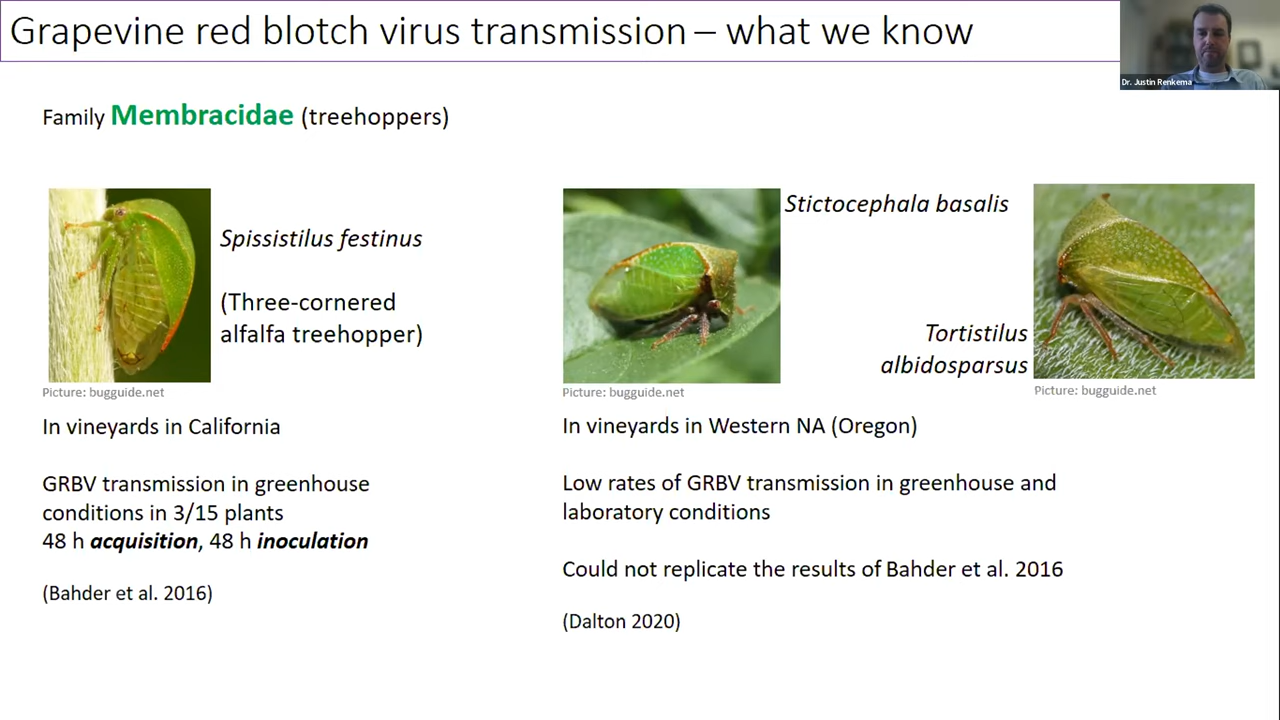 Grapevine red blotch virus transmission – what we know
Dr. Justin Renkema
Family Membracidae (treehoppers)
Spissistilus festinus
(Three-cornered
alfalfa treehopper)
Picture: bugguide.net
In vineyards in California
GRBV transmission in greenhouse
conditions in 3/15 plants
48 h acquisition, 48 h inoculation
(Bahder et al. 2016)
Stictocephala basalis
Tortistilus
albidosparsus
Picture: bugguide.net
Picture: bugguide.net
In vineyards in Western NA (Oregon)
Low rates of GRBV transmission in greenhouse and
laboratory conditions
Could not replicate the results of Bahder et al. 2016
(Dalton 2020)